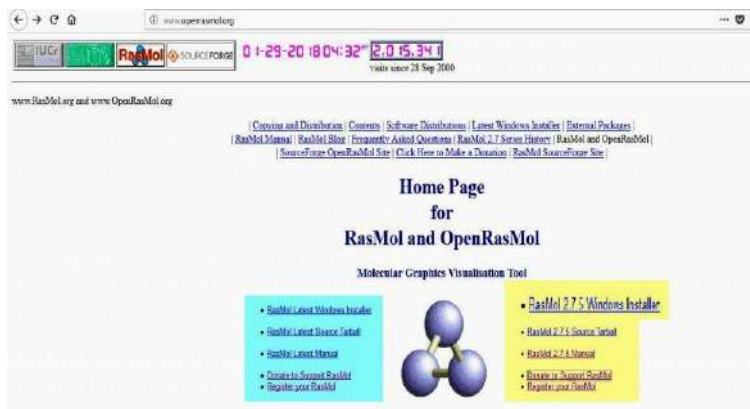 www.openrasmol.org
IUCr
RasMol
SOURCEFORGE
01-29-2018 04:32
2,015,341
visits since 28 Sep 2000
www.RasMol.org and www.OpenRasMol.org
| Copying and Distribution | Contents | Software Distributions | Latest Windows Installer | External Packages |
| RasMol Manual | RasMol Blog | Frequently Asked Questions | RasMol 2.7 Series History | RasMol and OpenRasMol |
| SourceForge OpenRasMol Site | Click Here to Make a Donation | RasMol SourceForge Site |
Home Page
for
RasMol and OpenRasMol
Molecular Graphics Visualisation Tool
• RasMol Latest Windows Installer
• RasMol Latest Source Tarball
• RasMol Latest Manual
• Donate to Support RasMol
• Register your RasMol
• RasMol 2.7.5 Windows Installer
• RasMol 2.7.5 Source Tarball
• RasMol 2.7.5 Manual
• Donate to Support RasMol
• Register your RasMol